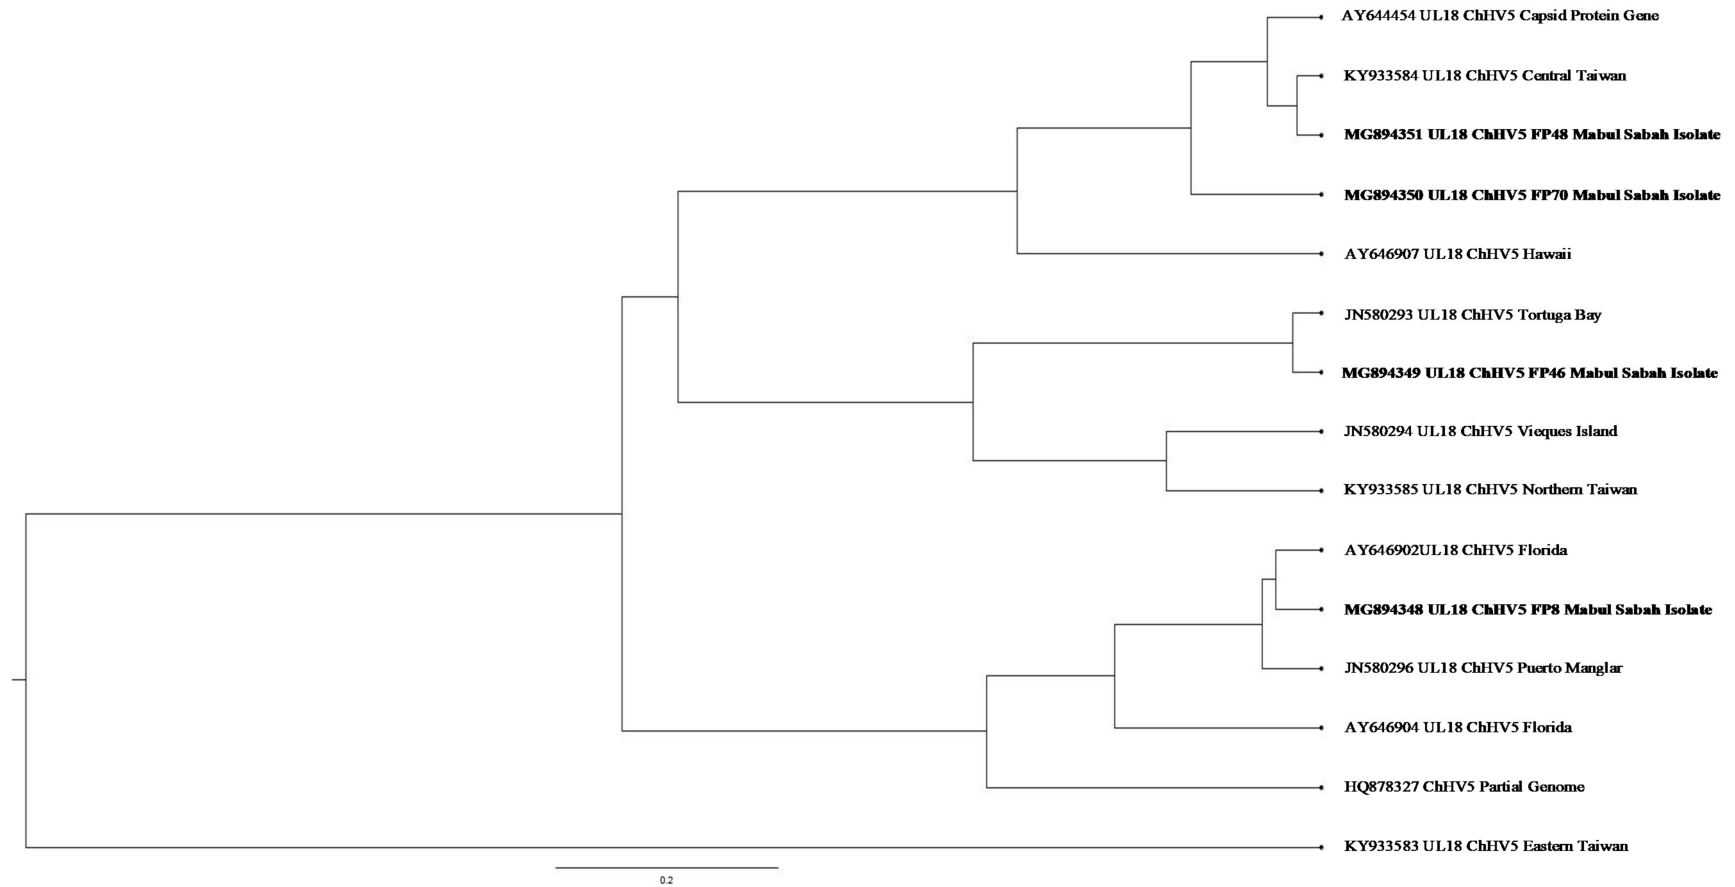 AY644454 UL18 ChHV5 Capsid Protein Gene
KY933584 UL18 ChHV5 Central Taiwan
MG894351 UL18 ChHV5 FP48 Mabul Sabah Isolate
MG894350 UL18 ChHV5 FP70 Mabul Sabah Isolate
AY646907 UL18 ChHV5 Hawaii
JN580293 UL18 ChHV5 Tortuga Bay
MG894349 UL18 ChHV5 FP46 Mabul Sabah Isolate
JN580294 UL18 ChHV5 Vieques Island
KY933585 UL18 ChHV5 Northern Taiwan
AY646902UL18 ChHV5 Florida
MG894348 UL18 ChHV5 FP8 Mabul Sabah Isolate
JN580296 UL18 ChHV5 Puerto Manglar
AY646904 UL18 ChHV5 Florida
HQ878327 ChHV5 Partial Genome
KY933583 UL18 ChHV5 Eastern Taiwan
0.2